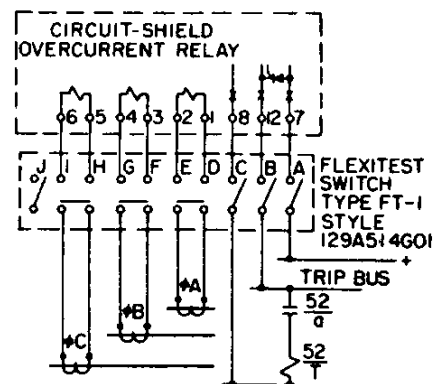 CIRCUIT-SHIELD
OVERCURRENT RELAY
6 5 4 3 2 1 8 12 7
J I H G F E D C B A
FLEXITEST
SWITCH
TYPE FT-1
STYLE
129A514G01
+
TRIP BUS
φA
φB
φC
52
a
52
T